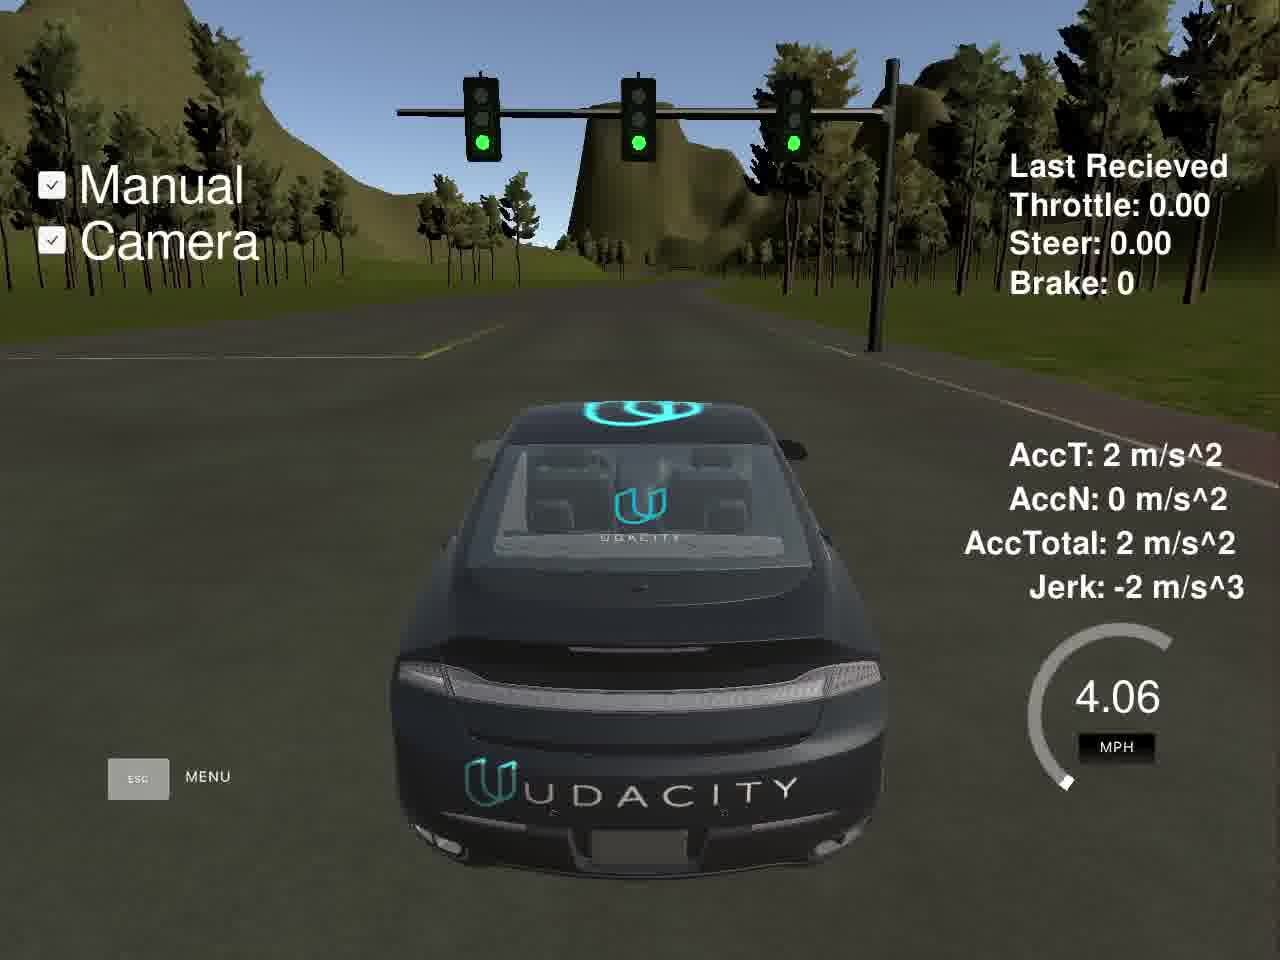 Manual
Camera
Last Recieved
Throttle: 0.00
Steer: 0.00
Brake: 0
AccT: 2 m/s^2
AccN: 0 m/s^2
AccTotal: 2 m/s^2
Jerk: -2 m/s^3
UDACITY
4.06
MPH
ESC MENU
UDACITY